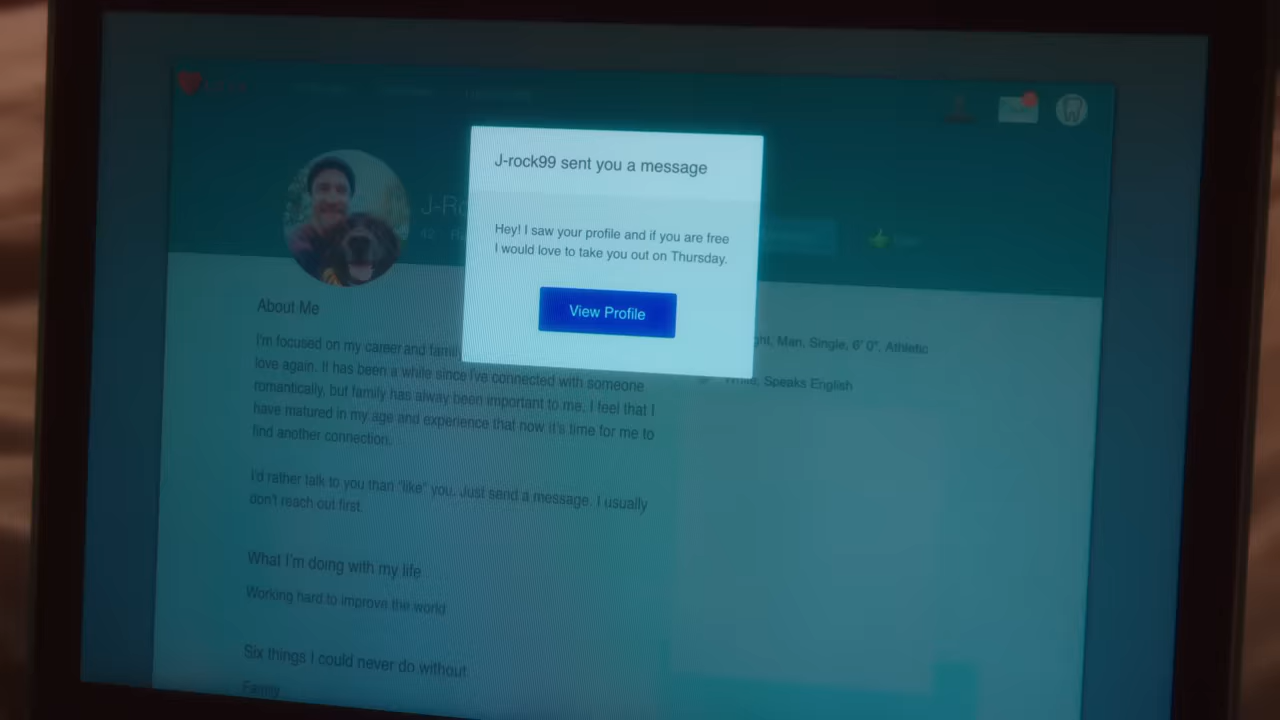 J-rock99 sent you a message
Hey! I saw your profile and if you are free
I would love to take you out on Thursday.
View Profile
About Me
I'm focused on my career and
love again. It has been a while since I've connected with someone
romantically, but family has alway been important to me. I feel that I
have matured in my age and experience that now it's time for me to
find another connection.
I'd rather talk to you than "like" you. Just send a message. I usually
don't reach out first.
What I'm doing with my life
Working hard to improve the world
Six things I could never do without
Family
Man, Single, 6' 0", Athletic
Speaks English